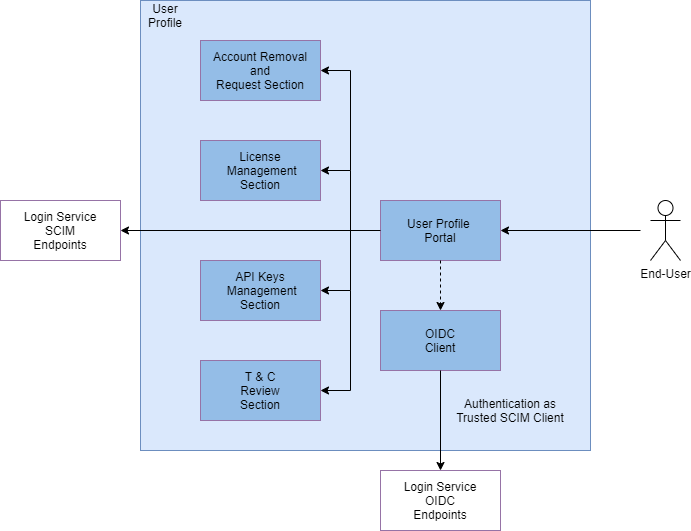 User
Profile
Account Removal
and
Request Section
License
Management
Section
Login Service
SCIM
Endpoints
User Profile
Portal
End-User
API Keys
Management
Section
OIDC
Client
T & C
Review
Section
Authentication as
Trusted SCIM Client
Login Service
OIDC
Endpoints